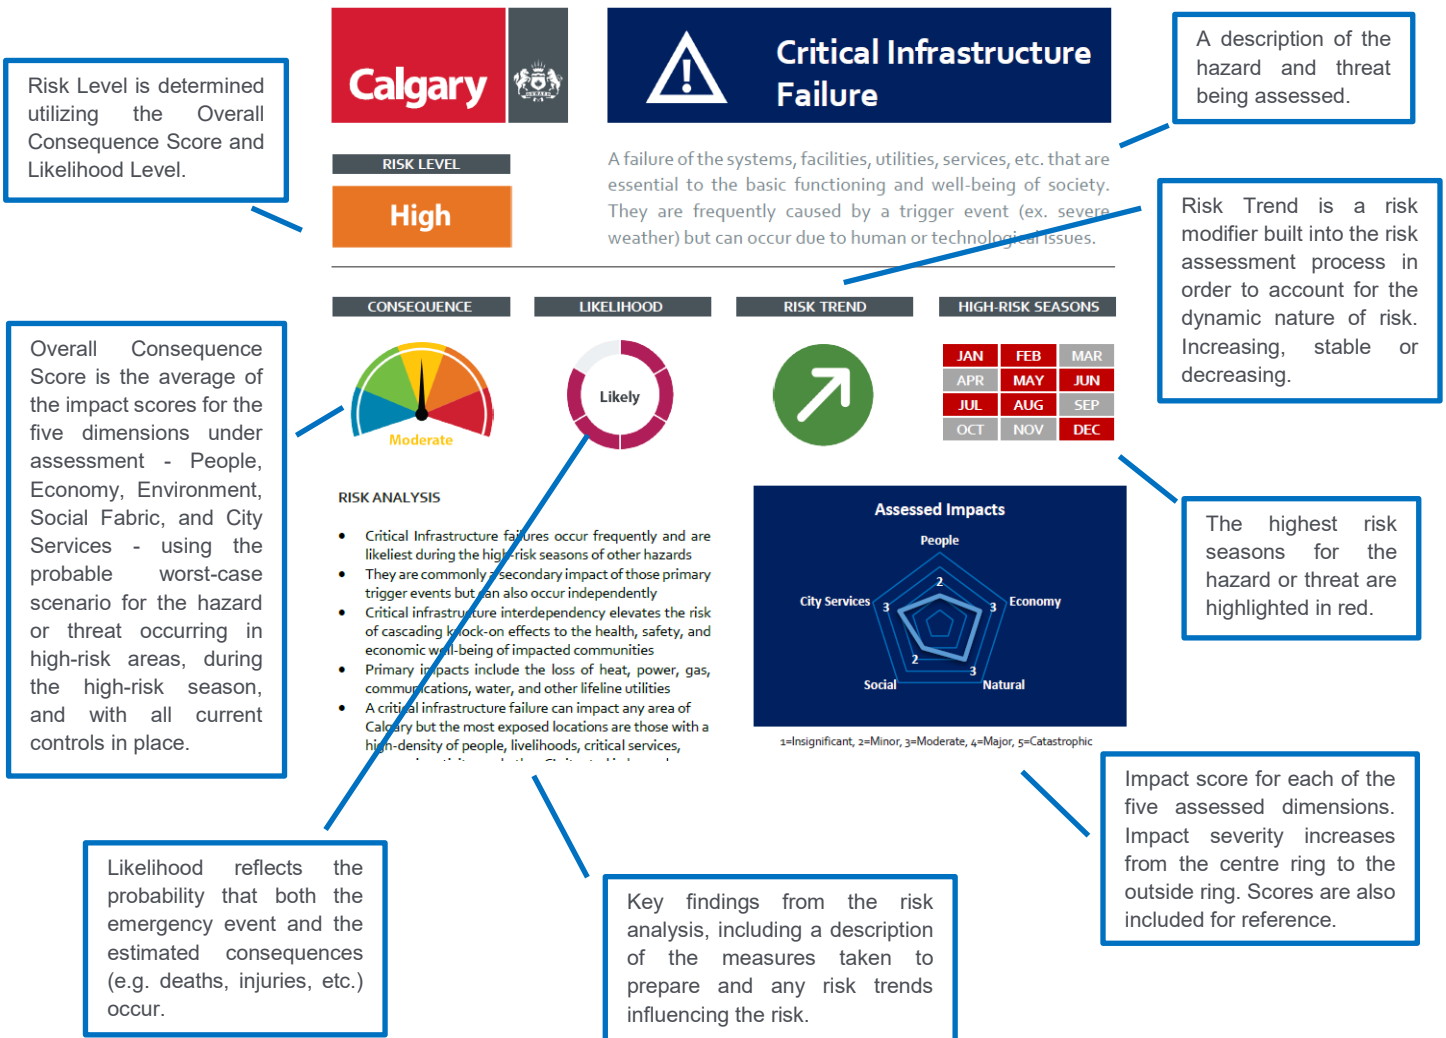 Calgary
Critical Infrastructure
Failure
A description of the
hazard and threat
being assessed.
Risk Level is determined
utilizing the Overall
Consequence Score and
Likelihood Level.
RISK LEVEL
High
A failure of the systems, facilities, utilities, services, etc. that are
essential to the basic functioning and well-being of society.
They are frequently caused by a trigger event (ex. severe
weather) but can occur due to human or technological issues.
Risk Trend is a risk
modifier built into the risk
assessment process in
order to account for the
dynamic nature of risk.
Increasing, stable or
decreasing.
CONSEQUENCE
LIKELIHOOD
RISK TREND
HIGH-RISK SEASONS
Moderate
Likely
JAN FEB MAR
APR MAY JUN
JUL AUG SEP
OCT NOV DEC
Overall Consequence
Score is the average of
the impact scores for the
five dimensions under
assessment - People,
Economy, Environment,
Social Fabric, and City
Services - using the
probable worst-case
scenario for the hazard
or threat occurring in
high-risk areas, during
the high-risk season,
and with all current
controls in place.
The highest risk
seasons for the
hazard or threat are
highlighted in red.
RISK ANALYSIS
• Critical Infrastructure failures occur frequently and are
likeliest during the high-risk seasons of other hazards
• They are commonly a secondary impact of those primary
trigger events but can also occur independently
• Critical infrastructure interdependency elevates the risk
of cascading knock-on effects to the health, safety, and
economic well-being of impacted communities
• Primary impacts include the loss of heat, power, gas,
communications, water, and other lifeline utilities
• A critical infrastructure failure can impact any area of
Calgary but the most exposed locations are those with a
high-density of people, livelihoods, critical services,
Assessed Impacts
People
2
City Services
3
3
Economy
2
3
Social
Natural
1=Insignificant, 2=Minor, 3=Moderate, 4=Major, 5=Catastrophic
Impact score for each of the
five assessed dimensions.
Impact severity increases
from the centre ring to the
outside ring. Scores are also
included for reference.
Likelihood reflects the
probability that both the
emergency event and the
estimated consequences
(e.g. deaths, injuries, etc.)
occur.
Key findings from the risk
analysis, including a description
of the measures taken to
prepare and any risk trends
influencing the risk.